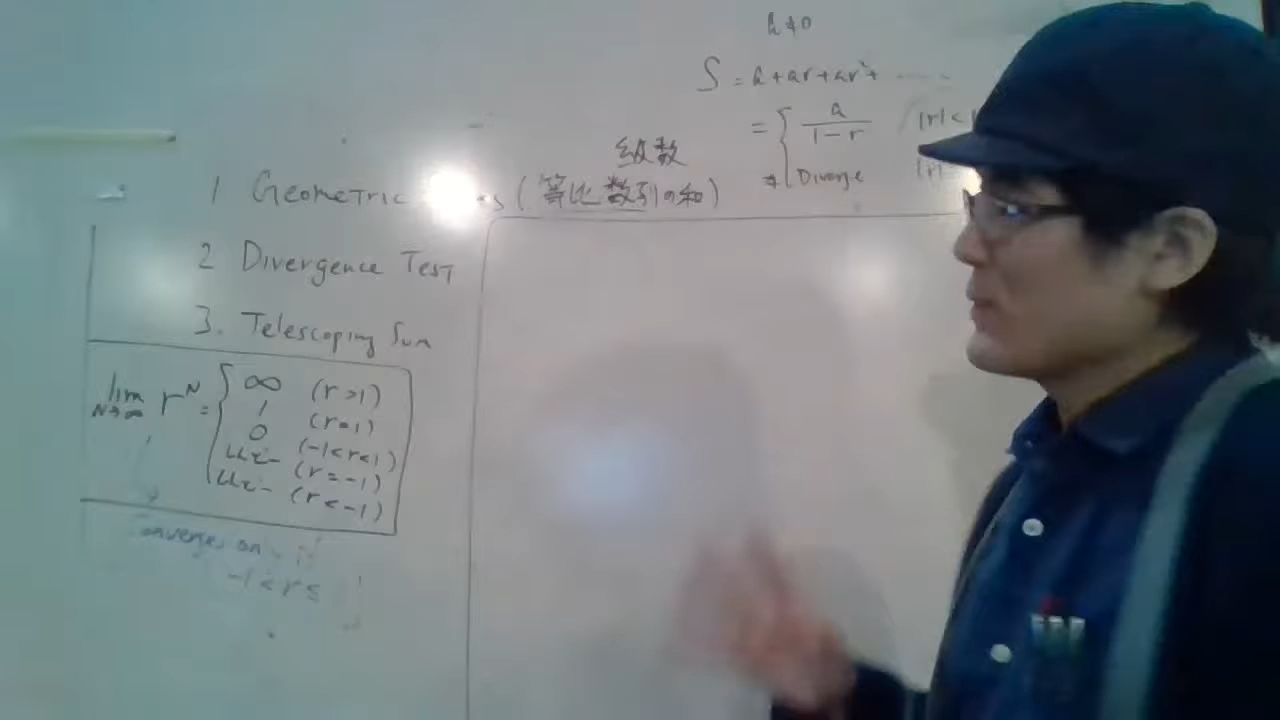 a ≠ 0
S = a + ar + ar² + ......
= { a / 1-r |r| <
Diverge |r|
級数
1 Geometric (等比数列の和)
2 Divergence Test
3. Telescoping Sum
lim N→∞ r^N = { ∞ (r>1)
1 (r=1)
0 (-1<r<1)
(r=-1)
(r<-1)
Converges on
-1<r≤